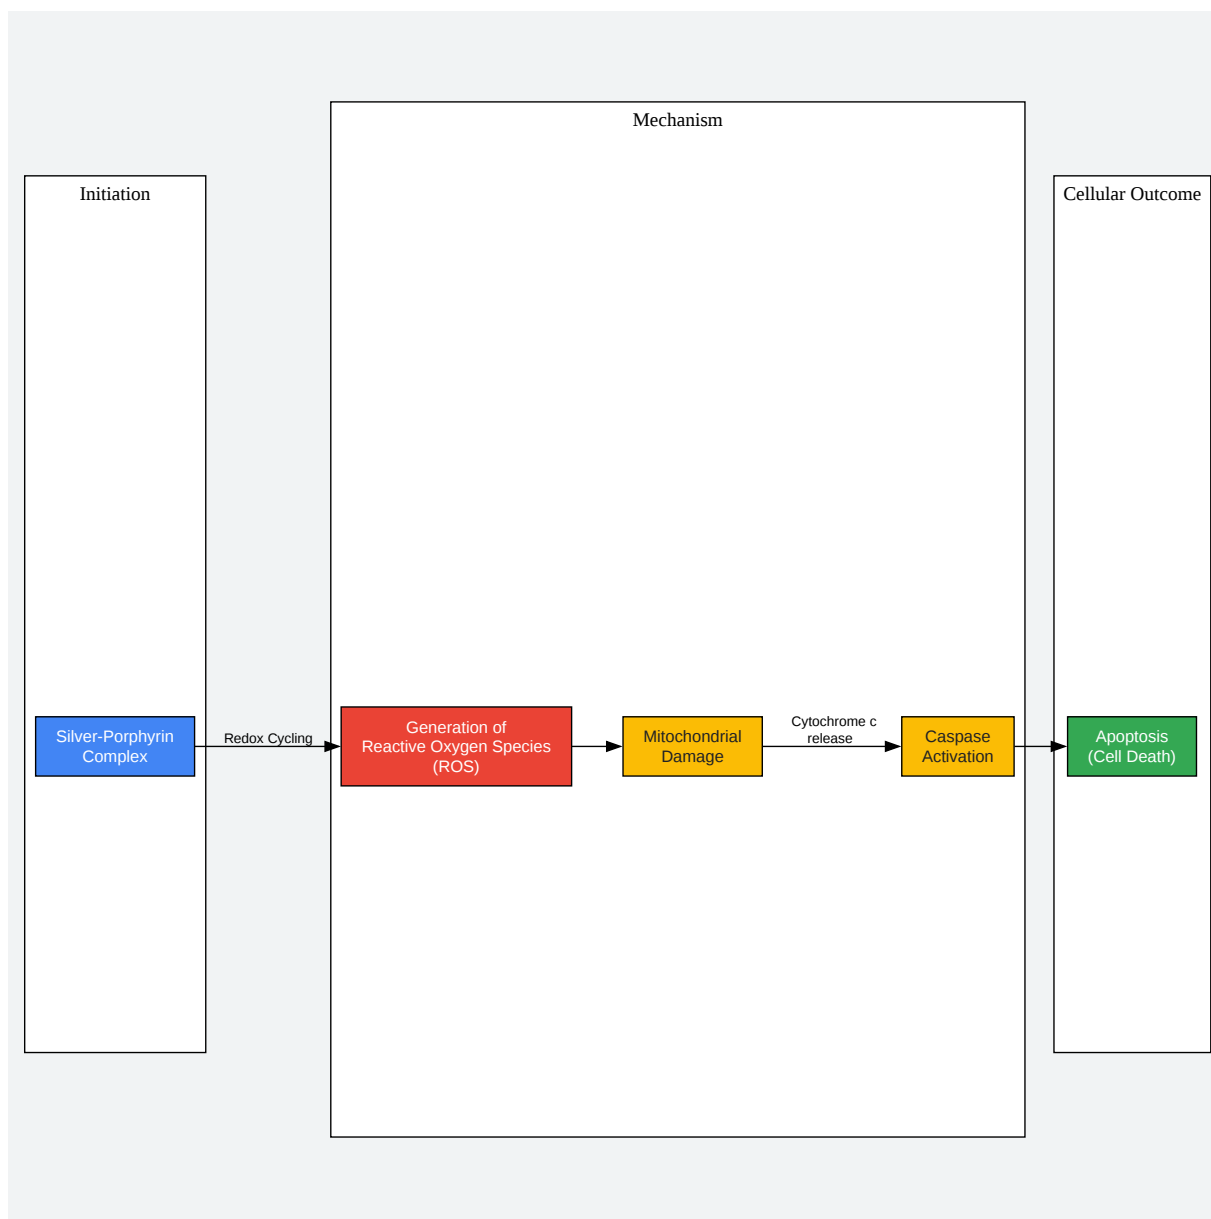 Mechanism
Initiation
Cellular Outcome
Silver-Porphyrin
Complex
Redox Cycling
Generation of
Reactive Oxygen Species
(ROS)
Mitochondrial
Damage
Cytochrome c
release
Caspase
Activation
Apoptosis
(Cell Death)